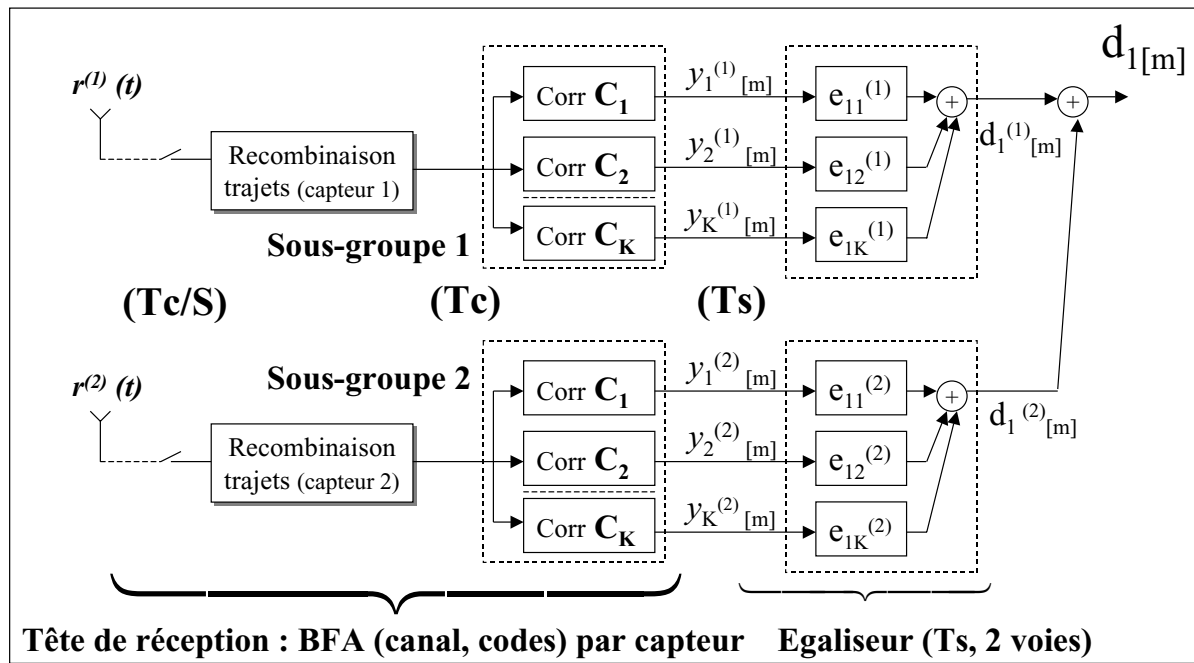 d1[m]
r(1) (t)
Recombinaison
trajets (capteur 1)
Corr C1
Corr C2
Corr CK
y1(1) [m]
y2(1) [m]
yK(1) [m]
e11(1)
e12(1)
e1K(1)
+
+
d1(1)[m]
Sous-groupe 1
(Tc/S)
(Tc)
(Ts)
r(2) (t)
Sous-groupe 2
Recombinaison
trajets (capteur 2)
Corr C1
Corr C2
Corr CK
y1(2) [m]
y2(2) [m]
yK(2) [m]
e11(2)
e12(2)
e1K(2)
+
d1(2)[m]
Tête de réception : BFA (canal, codes) par capteur
Egaliseur (Ts, 2 voies)